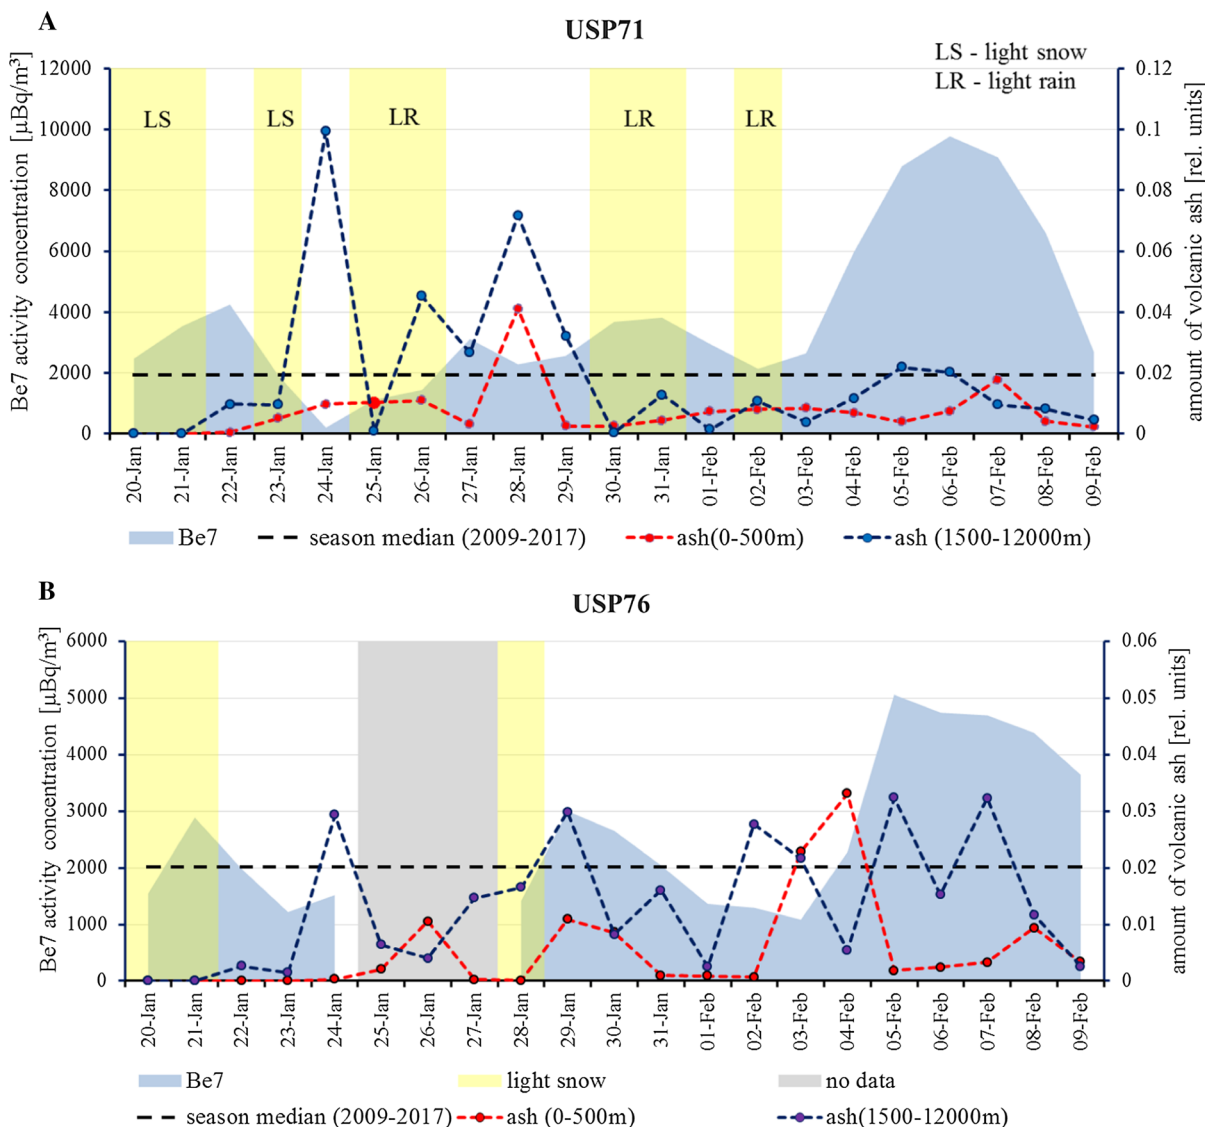 A
USP71
LS - light snow
LR - light rain
Be7 activity concentration [μBq/m³]
amount of volcanic ash [rel. units]
12000
10000
8000
6000
4000
2000
0
0.12
0.1
0.08
0.06
0.04
0.02
0
LS
LS
LR
LR
LR
20-Jan
21-Jan
22-Jan
23-Jan
24-Jan
25-Jan
26-Jan
27-Jan
28-Jan
29-Jan
30-Jan
31-Jan
01-Feb
02-Feb
03-Feb
04-Feb
05-Feb
06-Feb
07-Feb
08-Feb
09-Feb
Be7 season median (2009-2017) ash(0-500m) ash (1500-12000m)
B
USP76
Be7 activity concentration [μBq/m³]
amount of volcanic ash [rel. units]
6000
5000
4000
3000
2000
1000
0
0.06
0.05
0.04
0.03
0.02
0.01
0
20-Jan
21-Jan
22-Jan
23-Jan
24-Jan
25-Jan
26-Jan
27-Jan
28-Jan
29-Jan
30-Jan
31-Jan
01-Feb
02-Feb
03-Feb
04-Feb
05-Feb
06-Feb
07-Feb
08-Feb
09-Feb
Be7 light snow no data
season median (2009-2017) ash (0-500m) ash(1500-12000m)